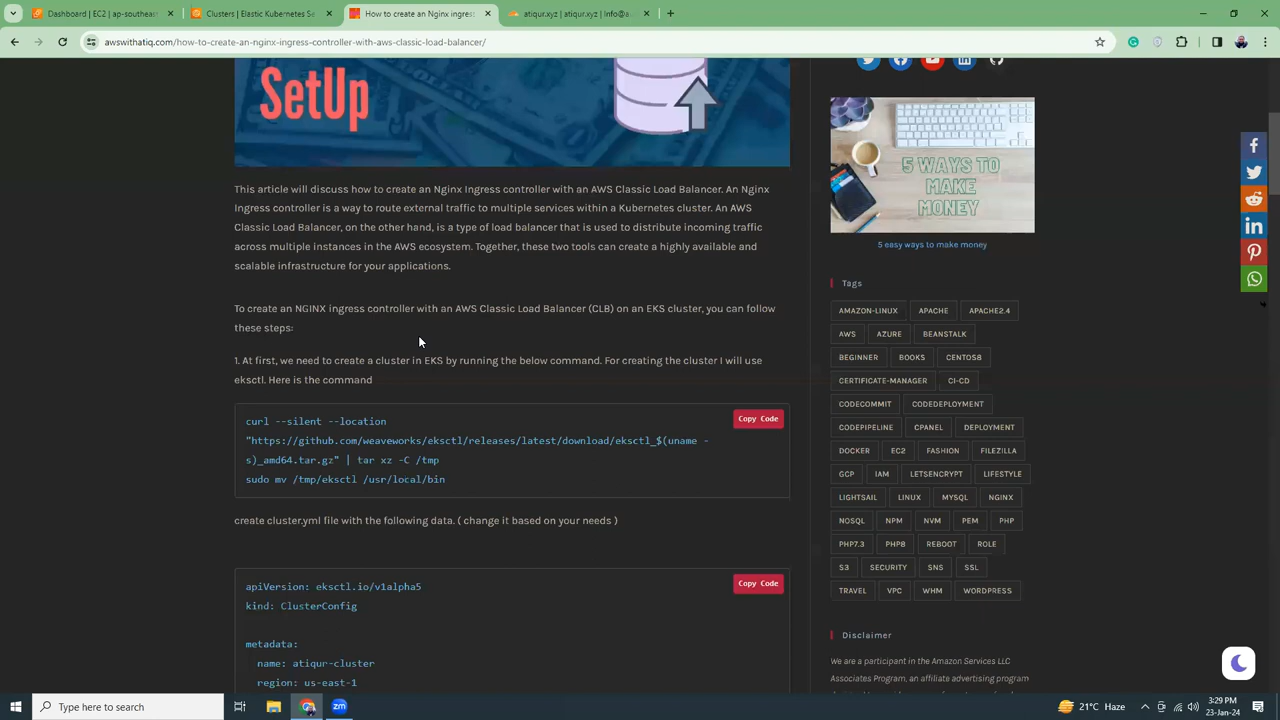 Dashboard | EC2 | ap-southeast
Clusters | Elastic Kubernetes Se
How to create an Nginx Ingress
atiqur.xyz | atiqur.xyz | Info@a
awswithatiq.com/how-to-create-an-nginx-ingress-controller-with-aws-classic-load-balancer/
SetUp
This article will discuss how to create an Nginx Ingress controller with an AWS Classic Load Balancer. An Nginx
Ingress controller is a way to route external traffic to multiple services within a Kubernetes cluster. An AWS
Classic Load Balancer, on the other hand, is a type of load balancer that is used to distribute incoming traffic
across multiple instances in the AWS ecosystem. Together, these two tools can create a highly available and
scalable infrastructure for your applications.
To create an NGINX ingress controller with an AWS Classic Load Balancer (CLB) on an EKS cluster, you can follow
these steps:
1. At first, we need to create a cluster in EKS by running the below command. For creating the cluster I will use
eksctl. Here is the command
Copy Code
curl --silent --location
"https://github.com/weaveworks/eksctl/releases/latest/download/eksctl_$(uname -
s)_amd64.tar.gz" | tar xz -C /tmp
sudo mv /tmp/eksctl /usr/local/bin
create cluster.yml file with the following data. ( change it based on your needs )
Copy Code
apiVersion: eksctl.io/v1alpha5
kind: ClusterConfig
metadata:
name: atiqur-cluster
region: us-east-1
5 WAYS TO
MAKE
MONEY
5 easy ways to make money
Tags
AMAZON-LINUX APACHE APACHE2.4
AWS AZURE BEANSTALK
BEGINNER BOOKS CENTOS8
CERTIFICATE-MANAGER CI-CD
CODECOMMIT CODEDEPLOYMENT
CODEPIPELINE CPANEL DEPLOYMENT
DOCKER EC2 FASHION FILEZILLA
GCP IAM LETSENCRYPT LIFESTYLE
LIGHTSAIL LINUX MYSQL NGINX
NOSQL NPM NVM PEM PHP
PHP7.3 PHP8 REBOOT ROLE
S3 SECURITY SNS SSL
TRAVEL VPC WHM WORDPRESS
Disclaimer
We are a participant in the Amazon Services LLC
Associates Program, an affiliate advertising program
Type here to search
zm
21°C Haze
3:29 PM
23-Jan-24